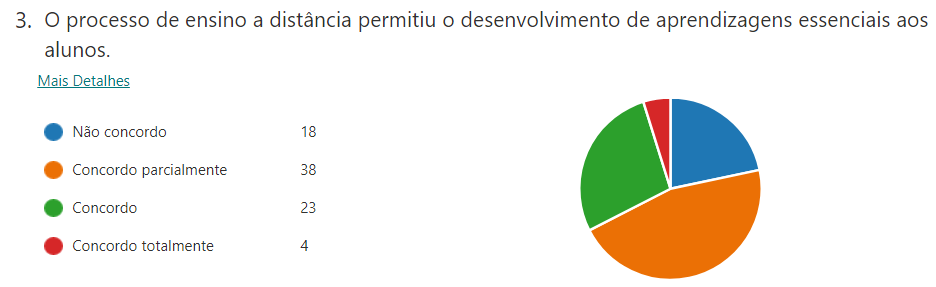 3. O processo de ensino a distância permitiu o desenvolvimento de aprendizagens essenciais aos
alunos.
Mais Detalhes
Não concordo 18
Concordo parcialmente 38
Concordo 23
Concordo totalmente 4